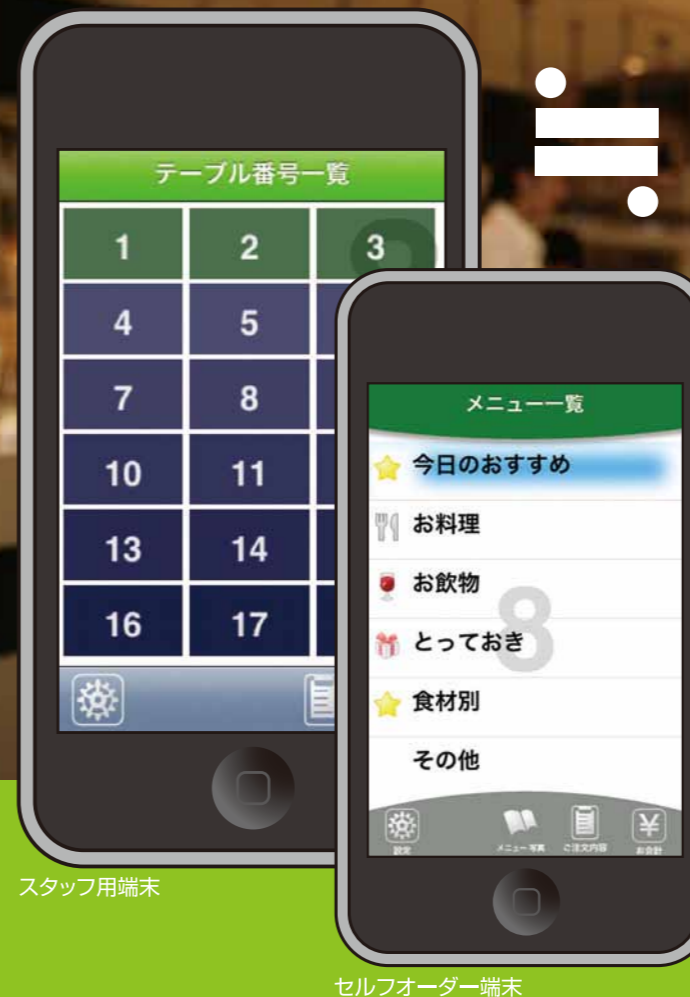 テーブル番号一覧
1 2 3
4 5
7 8
10 11
13 14
16 17
スタッフ用端末
メニュー一覧
今日のおすすめ
お料理
お飲物
とっておき
食材別
その他
8
設定 メニュー写真 ご注文内容 お会計
セルフオーダー端末